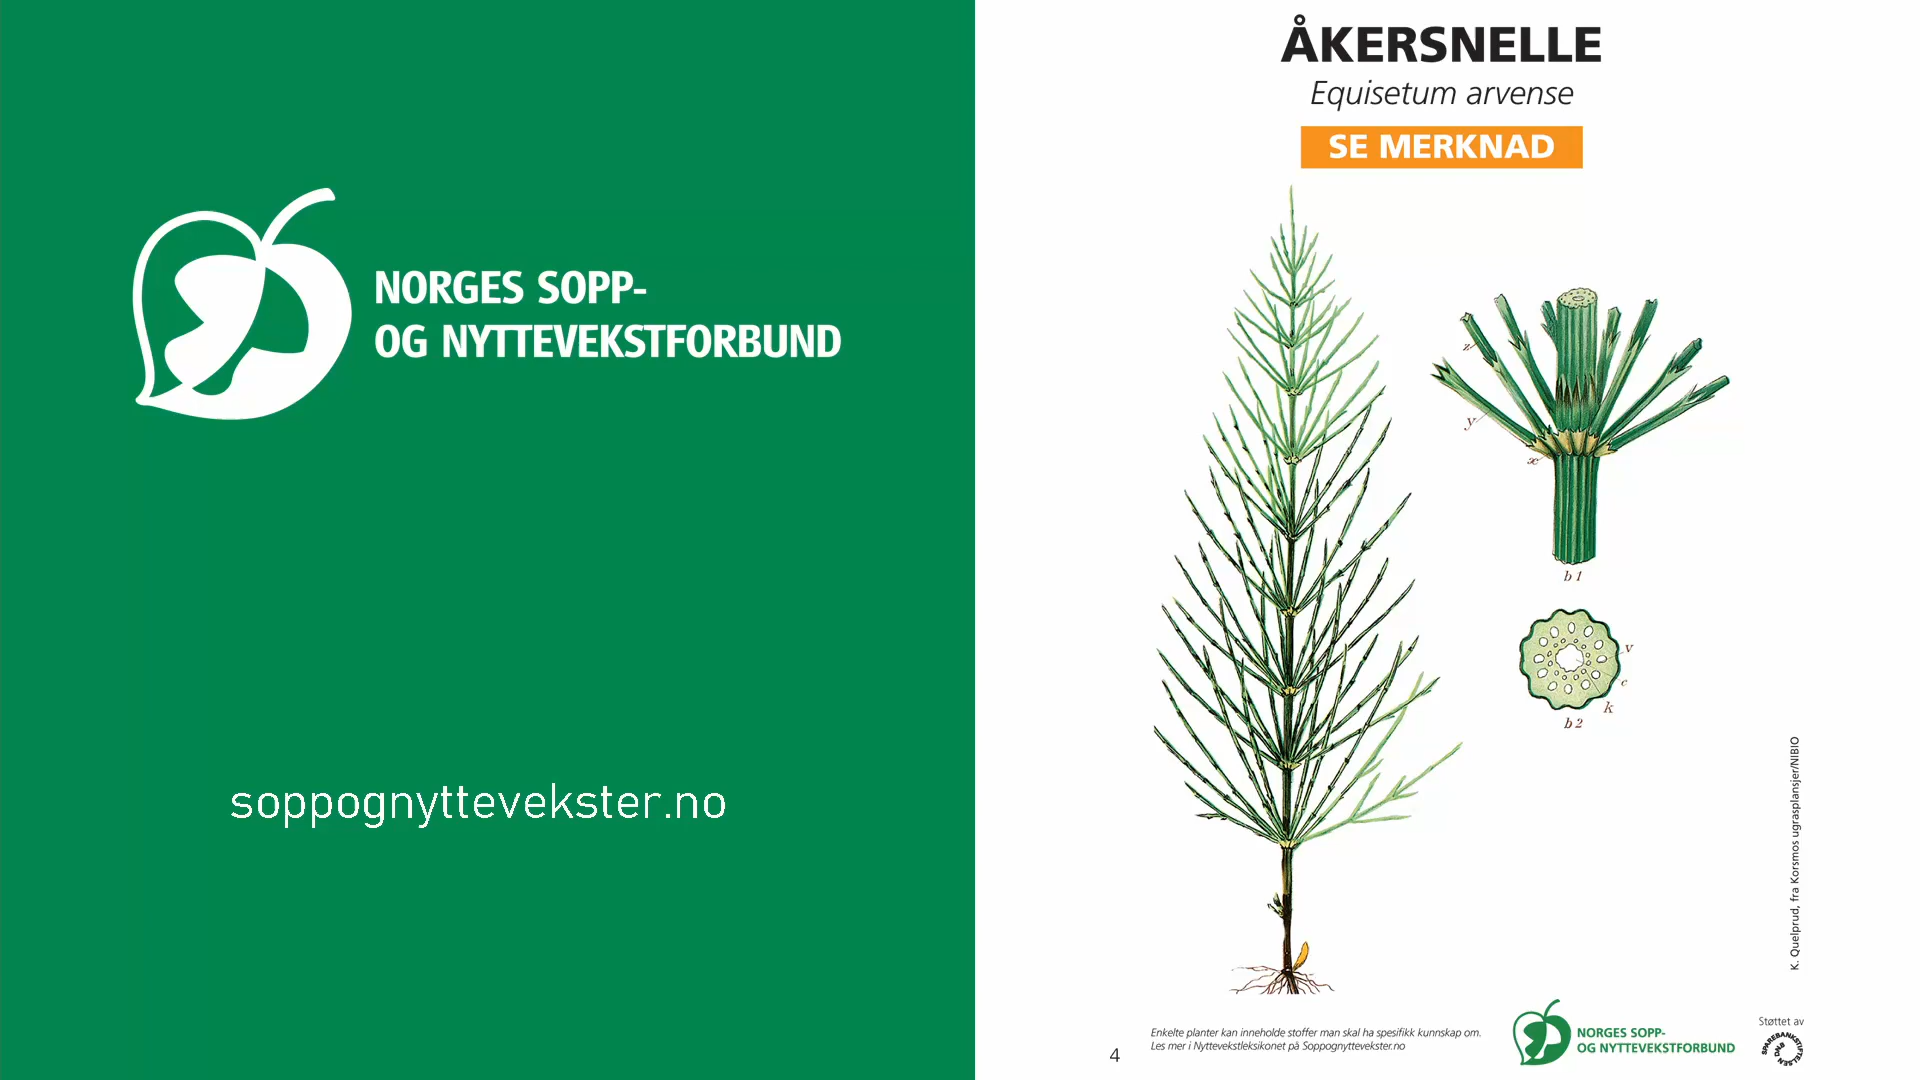 NORGES SOPP-
OG NYTTEVEKSTFORBUND
soppognyttevekster.no
ÅKERSNELLE
Equisetum arvense
SE MERKNAD
z
y
x
b 1
v
c
k
b 2
K. Quelprud, fra Korsmos ugrasplansjer/NIBIO
Enkelte planter kan inneholde stoffer man skal ha spesifikk kunnskap om.
Les mer i Nyttevekstleksikonet på Soppognyttevekster.no
4
NORGES SOPP-
OG NYTTEVEKSTFORBUND
Støttet av
SPAREBANKSTIFTELSEN
DNB